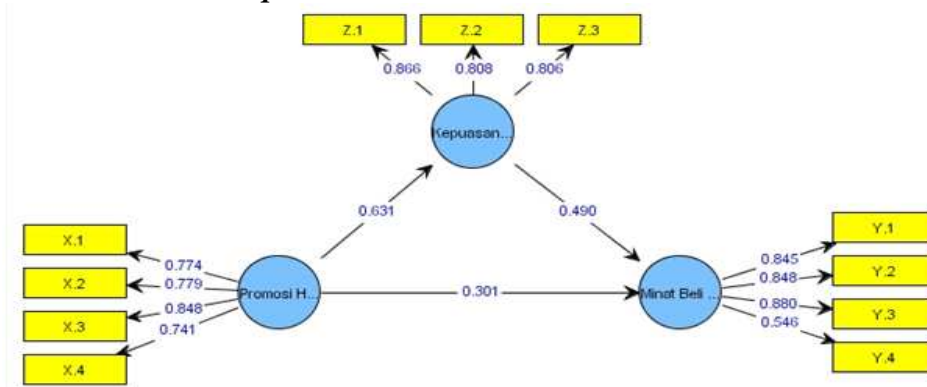 Z.1
Z.2
Z.3
0.866
0.808
0.806
Kepuasan...
0.631
0.490
X.1
X.2
X.3
X.4
0.774
0.779
0.848
0.741
Promosi H...
0.301
Minat Beli ...
0.845
0.848
0.880
0.546
Y.1
Y.2
Y.3
Y.4